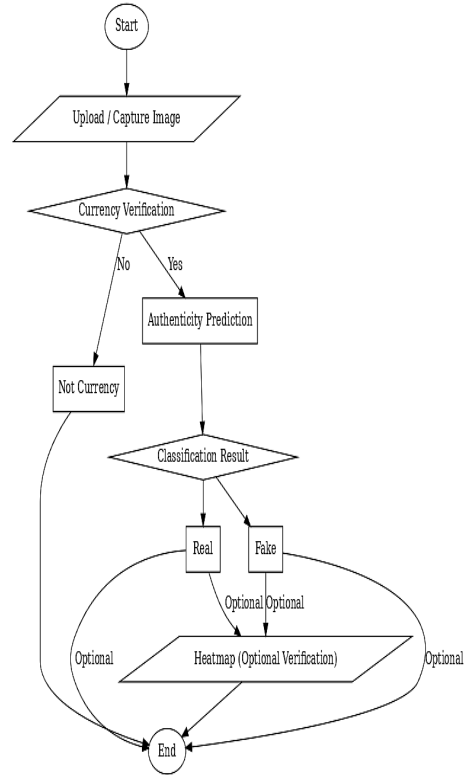 Start
Upload / Capture Image
Currency Verification
No
Yes
Authenticity Prediction
Not Currency
Classification Result
Real
Fake
Optional
Optional
Optional
Heatmap (Optional Verification)
Optional
End